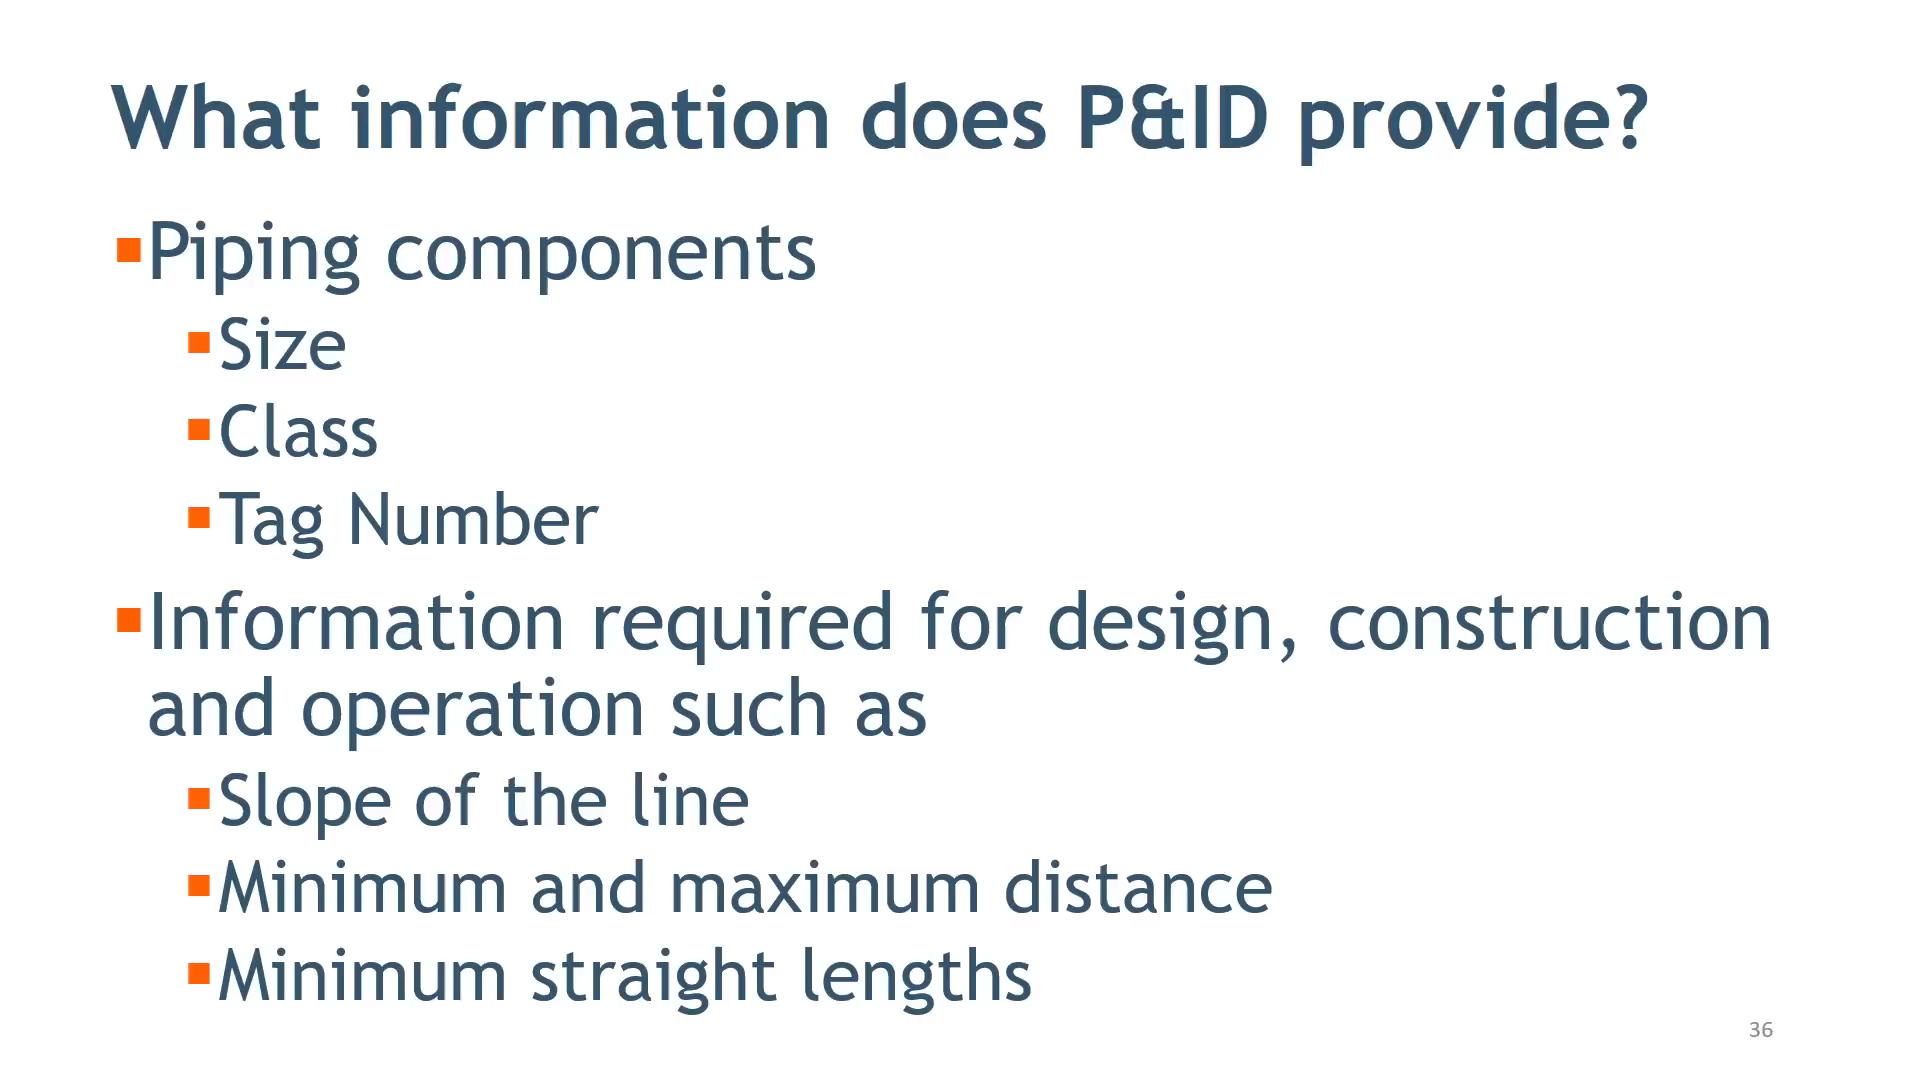 What information does P&ID provide?
▪Piping components
▪Size
▪Class
▪Tag Number
▪Information required for design, construction
and operation such as
▪Slope of the line
▪Minimum and maximum distance
▪Minimum straight lengths
36